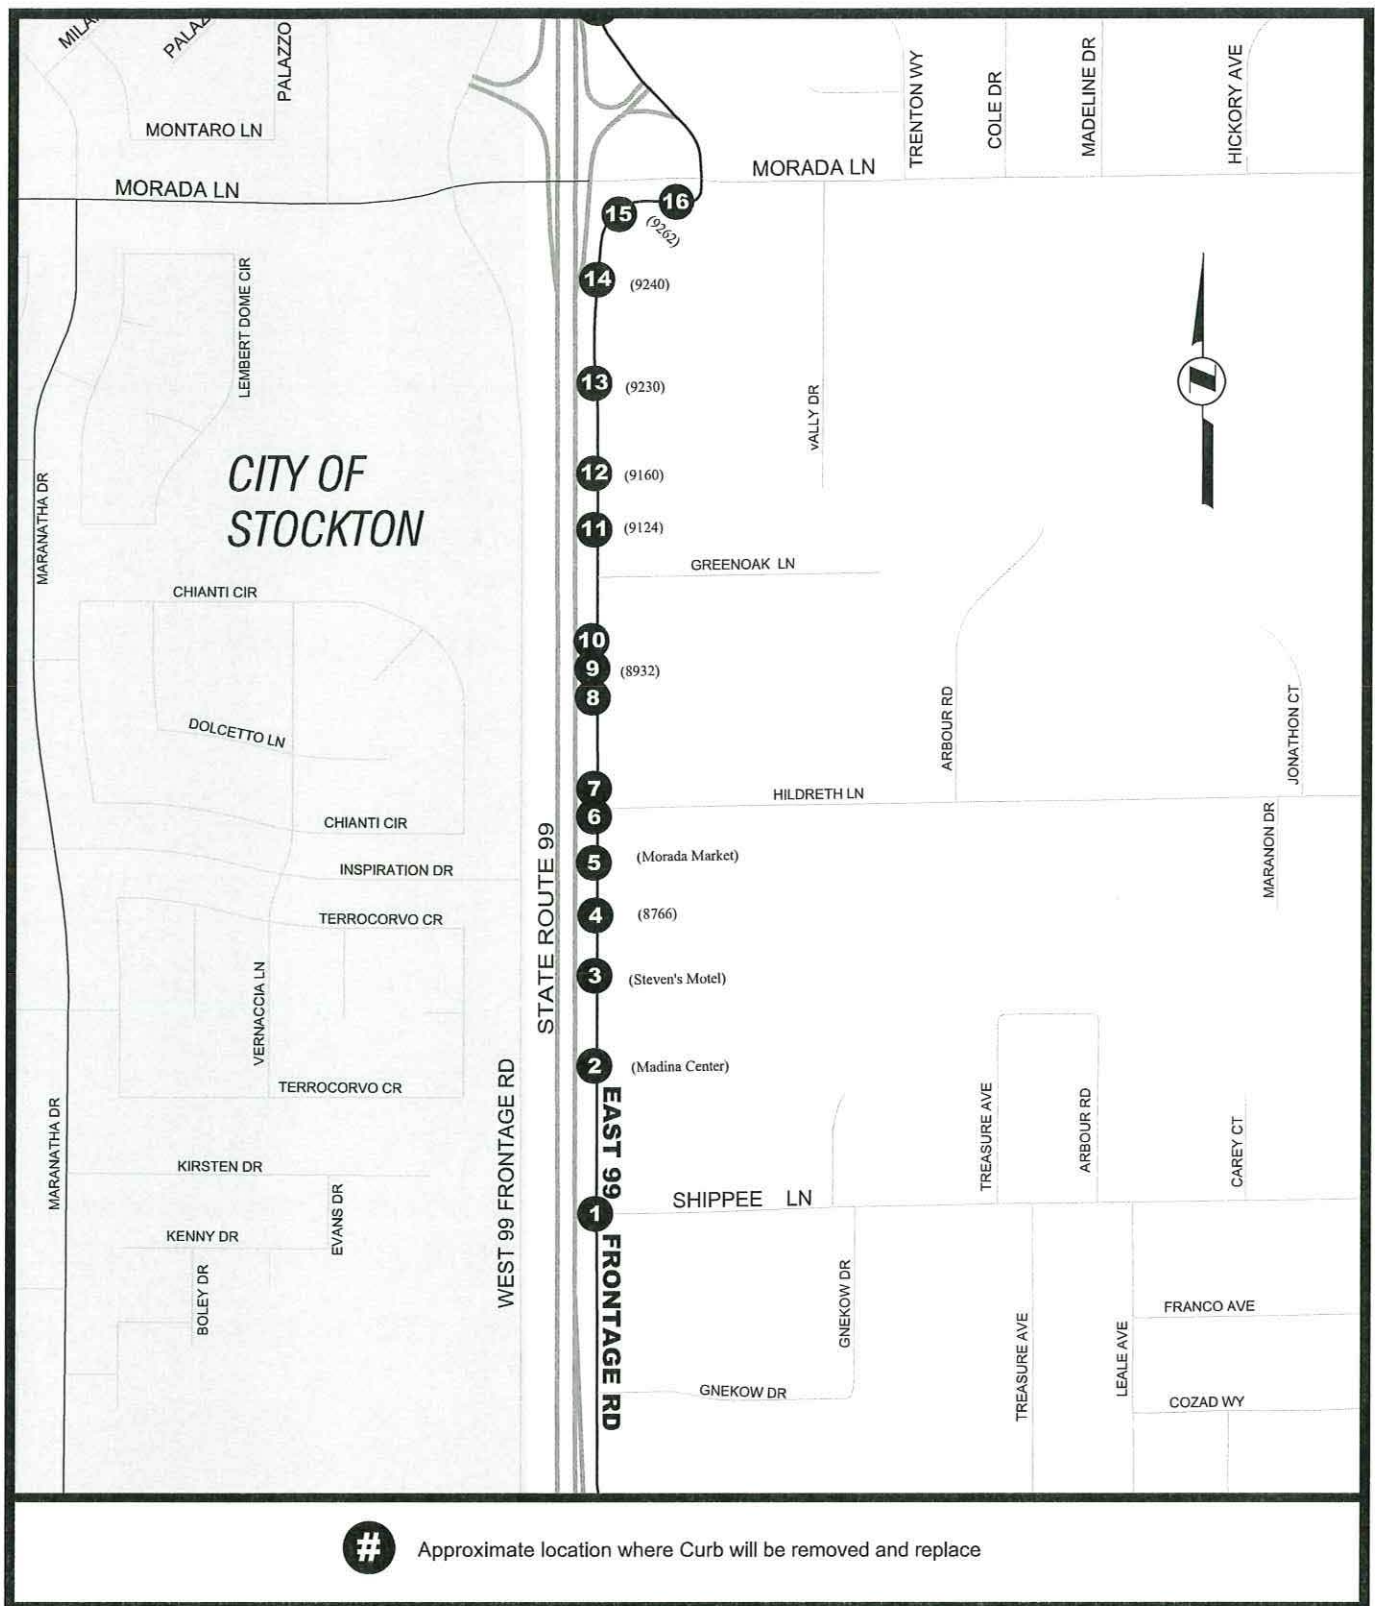 MILA
PALAZ
PALAZZO
MONTARO LN
MORADA LN
TRENTON WY
COLE DR
MADELINE DR
HICKORY AVE
MORADA LN
16
15
(9262)
14
(9240)
LEMBERT DOME CIR
13
(9230)
vALLY DR
CITY OF
STOCKTON
12
(9160)
11
(9124)
MARANATHA DR
GREENOAK LN
CHIANTI CIR
10
9
(8932)
8
DOLCETTO LN
ARBOUR RD
JONATHON CT
7
HILDRETH LN
6
CHIANTI CIR
MARANON DR
5
(Morada Market)
INSPIRATION DR
STATE ROUTE 99
4
(8766)
TERROCORVO CR
3
(Steven's Motel)
VERNACCIA LN
2
(Madina Center)
TERROCORVO CR
WEST 99 FRONTAGE RD
EAST 99 FRONTAGE RD
TREASURE AVE
ARBOUR RD
CAREY CT
MARANATHA DR
KIRSTEN DR
EVANS DR
SHIPPEE LN
1
KENNY DR
BOLEY DR
GNEKOW DR
FRANCO AVE
TREASURE AVE
LEALE AVE
GNEKOW DR
COZAD WY
# Approximate location where Curb will be removed and replace